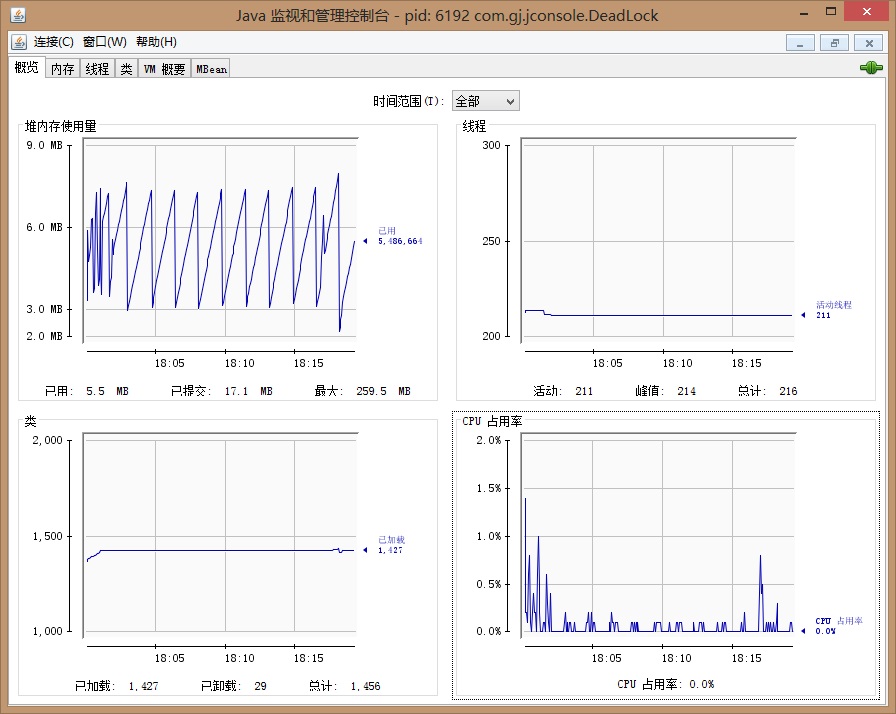 Java 监视和管理控制台 - pid: 6192 com.gj.jconsole.DeadLock
连接(C) 窗口(W) 帮助(H)
概览 内存 线程 类 VM 概要 MBean
时间范围(I): 全部
堆内存使用量
9.0 MB
6.0 MB
3.0 MB
2.0 MB
已用
5,486,664
18:05 18:10 18:15
已用: 5.5 MB 已提交: 17.1 MB 最大: 259.5 MB
线程
300
250
200
活动线程
211
18:05 18:10 18:15
活动: 211 峰值: 214 总计: 216
类
2,000
1,500
1,000
已加载
1,427
18:05 18:10 18:15
已加载: 1,427 已卸载: 29 总计: 1,456
CPU 占用率
2.0%
1.5%
1.0%
0.5%
0.0%
CPU 占用率
0.0%
18:05 18:10 18:15
CPU 占用率: 0.0%